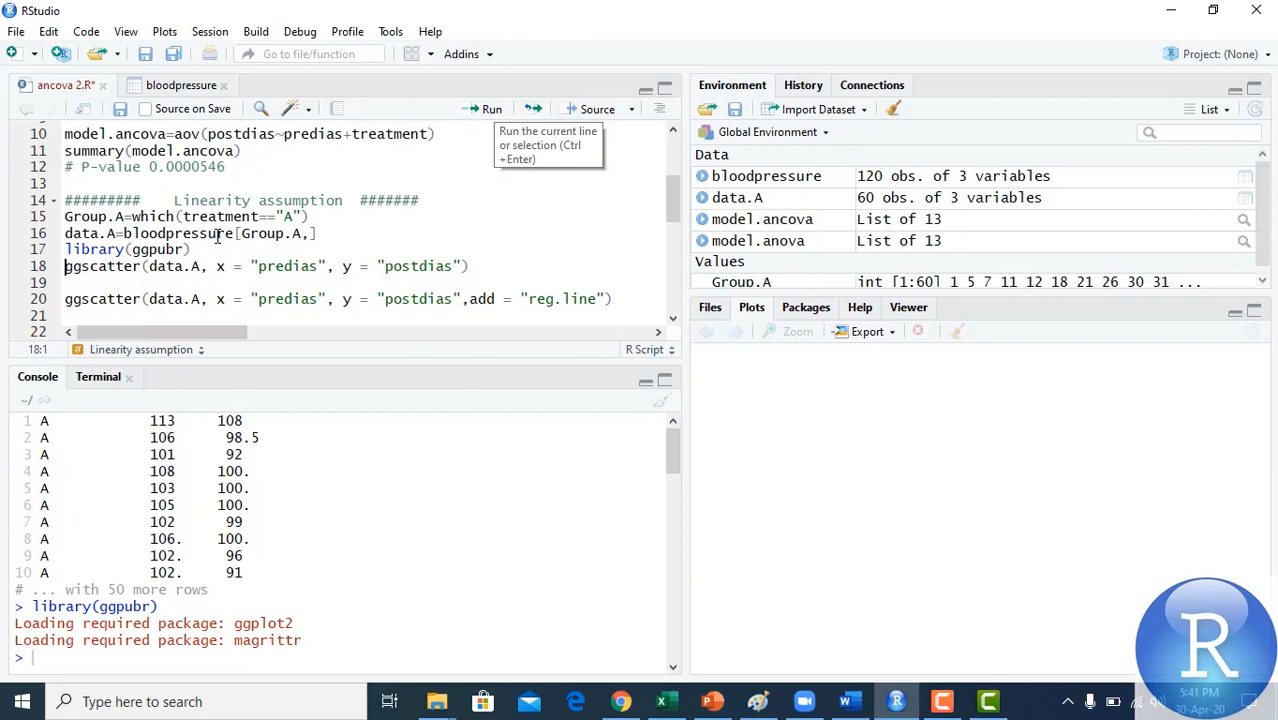 RStudio
File Edit Code View Plots Session Build Debug Profile Tools Help
Go to file/function Addins Project: (None)
ancova 2.R* bloodpressure
Source on Save Run Source
Run the current line
or selection (Ctrl
+Enter)
10 model.ancova=aov(postdias~predias+treatment)
11 summary(model.ancova)
12 # P-value 0.0000546
13
14 ######### Linearity assumption #######
15 Group.A=which(treatment=="A")
16 data.A=bloodpressure[Group.A,]
17 library(ggpubr)
18 ggscatter(data.A, x = "predias", y = "postdias")
19
20 ggscatter(data.A, x = "predias", y = "postdias",add = "reg.line")
21
22
18:1 Linearity assumption R Script
Console Terminal
~/
1 A 113 108
2 A 106 98.5
3 A 101 92
4 A 108 100.
5 A 103 100.
6 A 105 100.
7 A 102 99
8 A 106. 100.
9 A 102. 96
10 A 102. 91
# ... with 50 more rows
> library(ggpubr)
Loading required package: ggplot2
Loading required package: magrittr
>
Environment History Connections
Import Dataset List
Global Environment
Data
bloodpressure 120 obs. of 3 variables
data.A 60 obs. of 3 variables
model.ancova List of 13
model.anova List of 13
Values
Group.A int [1:60] 1 5 7 11 12 18 21 26 30 31 ...
Files Plots Packages Help Viewer
Zoom Export
R
Type here to search
5:41 PM
30-Apr-20